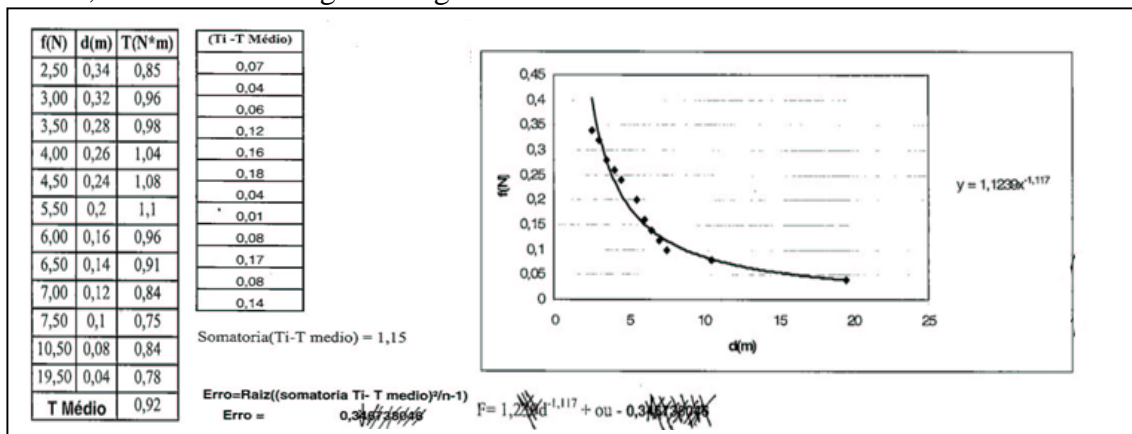 f(N) d(m) T(N*m)
2,50 0,34 0,85
3,00 0,32 0,96
3,50 0,28 0,98
4,00 0,26 1,04
4,50 0,24 1,08
5,50 0,2 1,1
6,00 0,16 0,96
6,50 0,14 0,91
7,00 0,12 0,84
7,50 0,1 0,75
10,50 0,08 0,84
19,50 0,04 0,78
T Médio 0,92
(Ti -T Médio)
0,07
0,04
0,06
0,12
0,16
0,18
0,04
0,01
0,08
0,17
0,08
0,14
Somatoria(Ti-T medio) = 1,15
Erro=Raiz((somatoria Ti- T medio)²/n-1)
Erro = 0,346738046
f(N)
0,45
0,4
0,35
0,3
0,25
0,2
0,15
0,1
0,05
0
0 5 10 15 20 25
d(m)
y = 1,1239x^-1,117
F= d^-1,117 + ou - 0,346738046